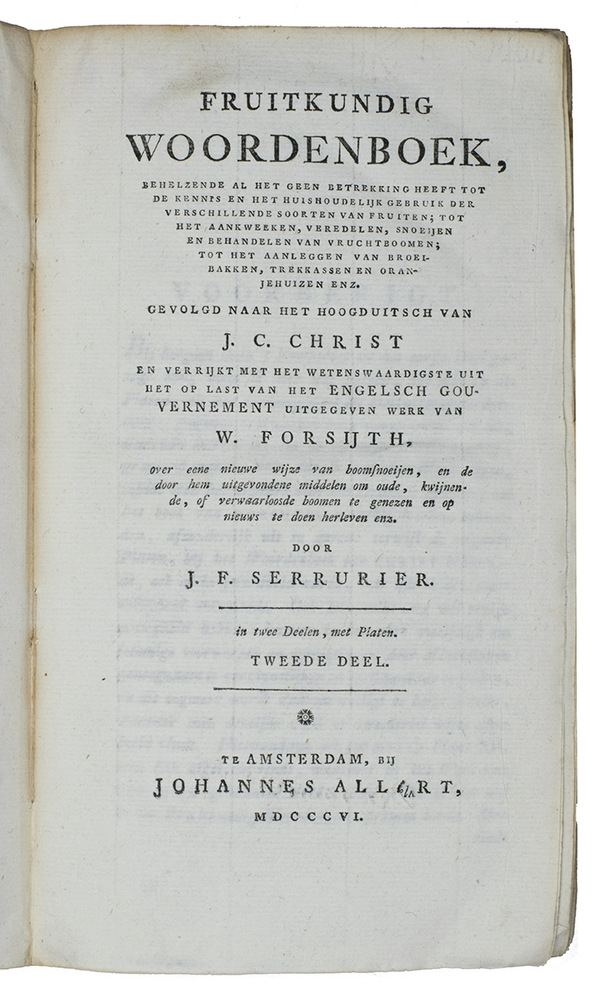 FRUITKUNDIG
WOORDENBOEK,
BEHELZENDE AL HET GEEN BETREKKING HEEFT TOT
DE KENNIS EN HET HUISHOUDELIJK GEBRUIK DER
VERSCHILLENDE SOORTEN VAN FRUITEN; TOT
HET AANKWEEKEN, VEREDELEN, SNOEIJEN
EN BEHANDELEN VAN VRUCHTBOOMEN;
TOT HET AANLEGGEN VAN BROEI-
BAKKEN, TREKKASSEN EN ORAN-
JEHUIZEN ENZ.
GEVOLGD NAAR HET HOOGDUITSCH VAN
J. C. CHRIST
EN VERRIJKT MET HET WETENSWAARDIGSTE UIT
HET OP LAST VAN HET ENGELSCH GOU-
VERNEMENT UITGEGEVEN WERK VAN
W. FORSIJTH,
over eene nieuwe wijze van boomſnoeijen, en de
door hem uitgevondene middelen om oude, kwijnen-
de, of verwaarloosde boomen te genezen en op
nieuws te doen herleven enz.
DOOR
J. F. SERRURIER.
in twee Deelen, met Platen.
TWEEDE DEEL.
TE AMSTERDAM, BIJ
JOHANNES ALLART,
MDCCCVI.